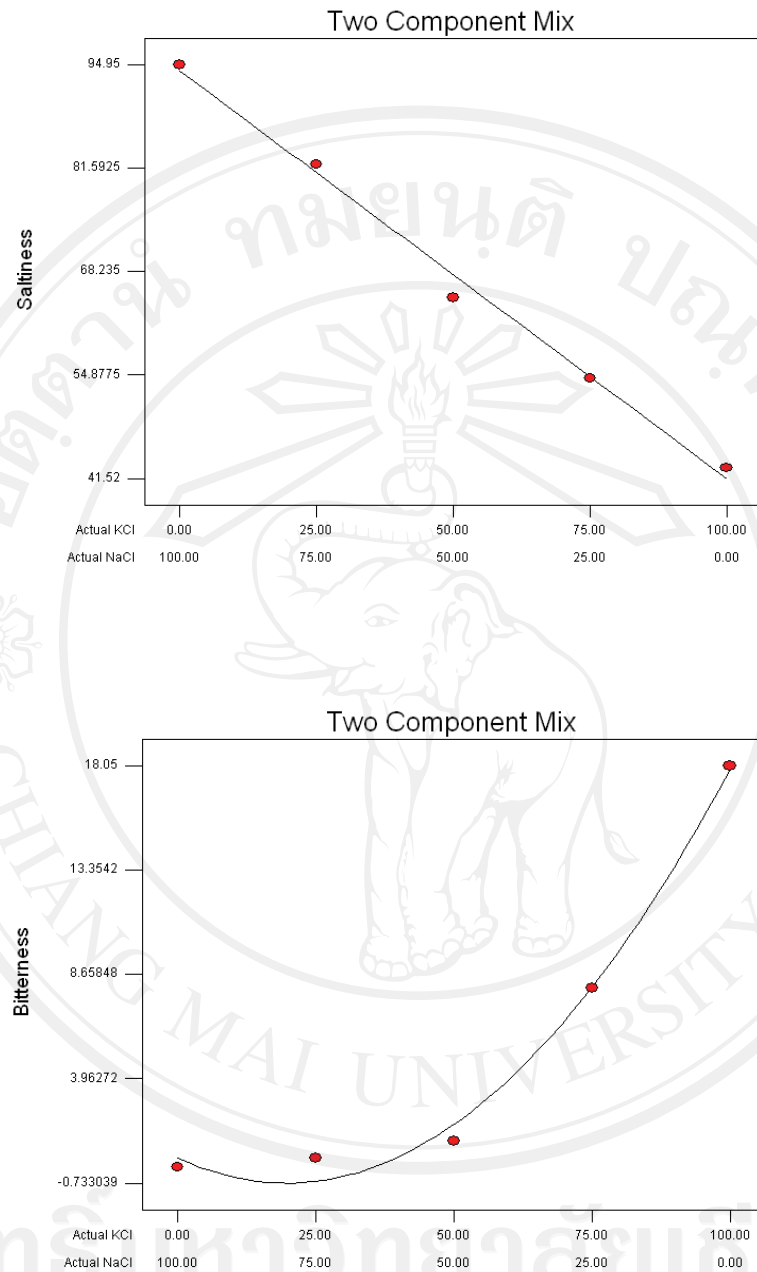 Two Component Mix
94.95
81.5925
68.235
54.8775
41.52
Saltiness
Actual KCl 0.00 25.00 50.00 75.00 100.00
Actual NaCl 100.00 75.00 50.00 25.00 0.00
Two Component Mix
18.05
13.3542
8.65848
3.96272
-0.733039
Bitterness
Actual KCl 0.00 25.00 50.00 75.00 100.00
Actual NaCl 100.00 75.00 50.00 25.00 0.00
CHIANG MAI UNIVERSITY